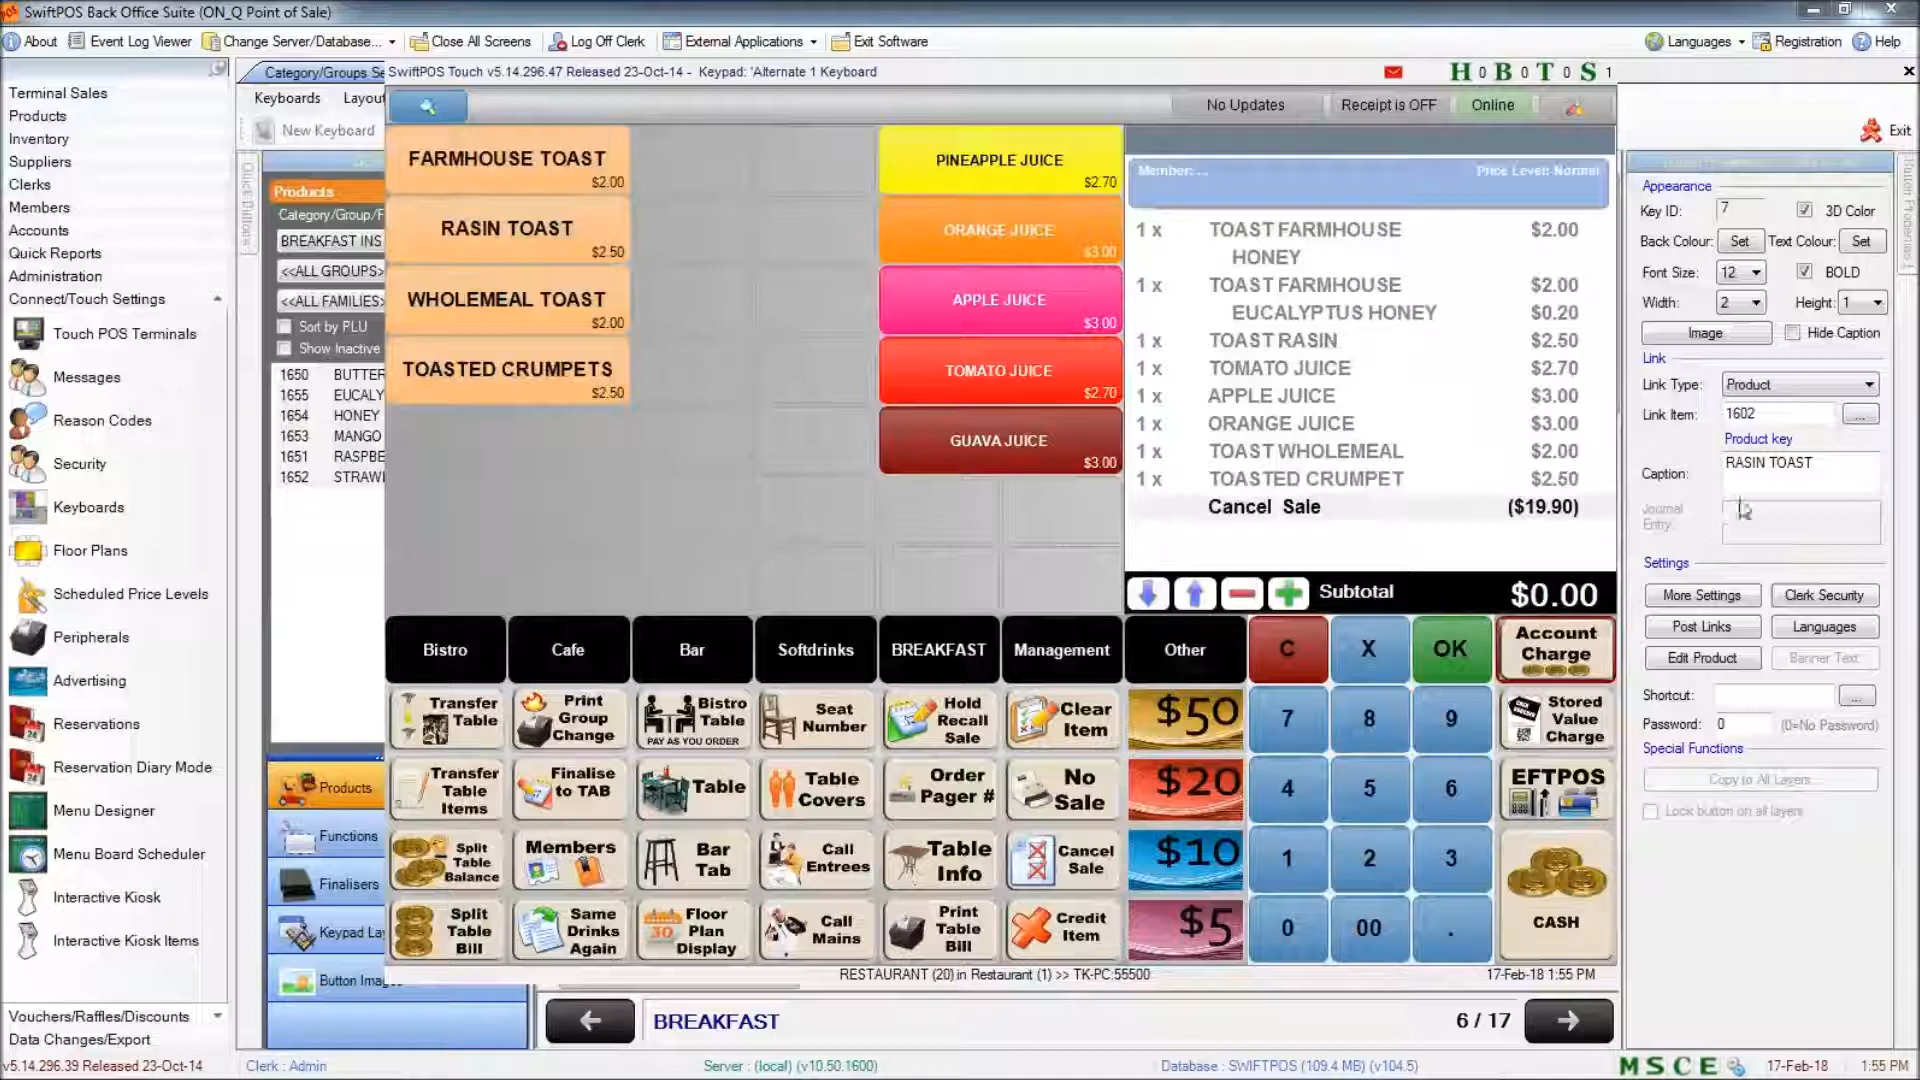 SwiftPOS Back Office Suite (ON_Q Point of Sale)
About
Event Log Viewer
Change Server/Database...
Close All Screens
Log Off Clerk
External Applications
Exit Software
Languages
Registration
Help
Terminal Sales
Products
Inventory
Suppliers
Clerks
Members
Accounts
Quick Reports
Administration
Connect/Touch Settings
Touch POS Terminals
Messages
Reason Codes
Security
Keyboards
Floor Plans
Scheduled Price Levels
Peripherals
Advertising
Reservations
Reservation Diary Mode
Menu Designer
Menu Board Scheduler
Interactive Kiosk
Interactive Kiosk Items
Vouchers/Raffles/Discounts
Data Changes/Export
v5.14.296.39 Released 23-Oct-14
Category/Groups Se
Keyboards
Layou
New Keyboard
Products
Category/Group/F
BREAKFAST INS
<<ALL GROUPS>
<<ALL FAMILIES>
Sort by PLU
Show Inactive
1650 BUTTER
1655 EUCALY
1654 HONEY
1653 MANGO
1651 RASPBE
1652 STRAWI
Products
Functions
Finalisers
Keypad La
Button Imag
SwiftPOS Touch v5.14.296.47 Released 23-Oct-14 - Keypad: 'Alternate 1 Keyboard
H 0 B 0 T 0 S 1
No Updates
Receipt is OFF
Online
FARMHOUSE TOAST
$2.00
RASIN TOAST
$2.50
WHOLEMEAL TOAST
$2.00
TOASTED CRUMPETS
$2.50
PINEAPPLE JUICE
$2.70
ORANGE JUICE
$3.00
APPLE JUICE
$3.00
TOMATO JUICE
$2.70
GUAVA JUICE
$3.00
Member: ...
Price Level: Normal
1 x TOAST FARMHOUSE $2.00
HONEY
1 x TOAST FARMHOUSE $2.00
EUCALYPTUS HONEY $0.20
1 x TOAST RASIN $2.50
1 x TOMATO JUICE $2.70
1 x APPLE JUICE $3.00
1 x ORANGE JUICE $3.00
1 x TOAST WHOLEMEAL $2.00
1 x TOASTED CRUMPET $2.50
Cancel Sale ($19.90)
Subtotal $0.00
Bistro
Cafe
Bar
Softdrinks
BREAKFAST
Management
Other
C
X
OK
Account
Charge
Transfer
Table
Print
Group
Change
Bistro
Table
PAY AS YOU ORDER
Seat
Number
Hold
Recall
Sale
Clear
Item
$50
7
8
9
Stored
Value
Charge
Transfer
Table
Items
Finalise
to TAB
Table
Table
Covers
Order
Pager #
No
Sale
$20
4
5
6
EFTPOS
Split
Table
Balance
Members
Bar
Tab
Call
Entrees
Table
Info
Cancel
Sale
$10
1
2
3
CASH
Split
Table
Bill
Same
Drinks
Again
Floor
Plan
Display
30
Call
Mains
Print
Table
Bill
Credit
Item
$5
0
00
.
RESTAURANT (20) in Restaurant (1) >> TK-PC:55500
17-Feb-18 1:55 PM
BREAKFAST
6 / 17
Exit
Appearance
Key ID: 7
3D Color
Back Colour: Set
Text Colour: Set
Font Size: 12
BOLD
Width: 2
Height: 1
Image
Hide Caption
Link
Link Type: Product
Link Item: 1602
...
Product key
Caption: RASIN TOAST
Journal
Entry:
Settings
More Settings
Clerk Security
Post Links
Languages
Edit Product
Banner Text
Shortcut:
...
Password: 0 (0=No Password)
Special Functions
Copy to All Layers...
Lock button on all layers
Clerk : Admin
Server : (local) (v10.50.1600)
Database : SWIFTPOS (109.4 MB) (v104.5)
M S C E
17-Feb-18
1:55 PM